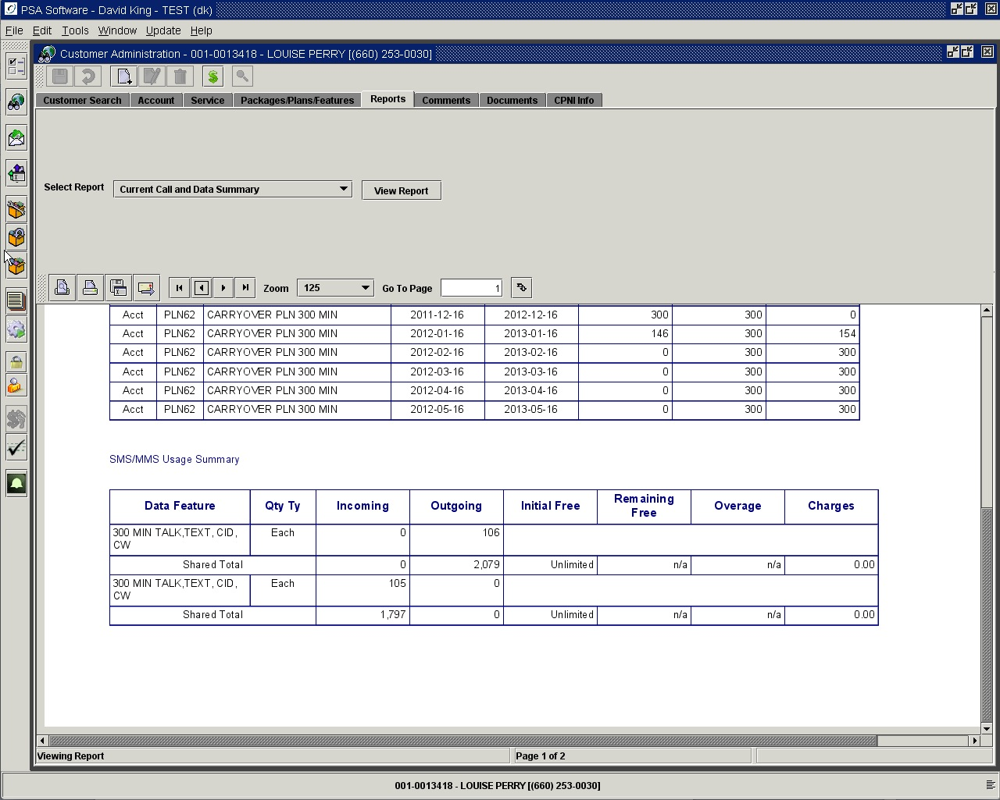 PSA Software - David King - TEST (dk)
File Edit Tools Window Update Help
Customer Administration - 001-0013418 - LOUISE PERRY [(660) 253-0030]
Customer Search Account Service Packages/Plans/Features Reports Comments Documents CPNI Info
Select Report Current Call and Data Summary View Report
Zoom 125 Go To Page 1
Acct PLN62 CARRYOVER PLN 300 MIN 2011-12-16 2012-12-16 300 300 0
Acct PLN62 CARRYOVER PLN 300 MIN 2012-01-16 2013-01-16 146 300 154
Acct PLN62 CARRYOVER PLN 300 MIN 2012-02-16 2013-02-16 0 300 300
Acct PLN62 CARRYOVER PLN 300 MIN 2012-03-16 2013-03-16 0 300 300
Acct PLN62 CARRYOVER PLN 300 MIN 2012-04-16 2013-04-16 0 300 300
Acct PLN62 CARRYOVER PLN 300 MIN 2012-05-16 2013-05-16 0 300 300
SMS/MMS Usage Summary
Data Feature Qty Ty Incoming Outgoing Initial Free Remaining Free Overage Charges
300 MIN TALK,TEXT, CID, Each 0 106
CW
Shared Total 0 2,079 Unlimited n/a n/a 0.00
300 MIN TALK,TEXT, CID, Each 105 0
CW
Shared Total 1,797 0 Unlimited n/a n/a 0.00
Viewing Report Page 1 of 2
001-0013418 - LOUISE PERRY [(660) 253-0030]